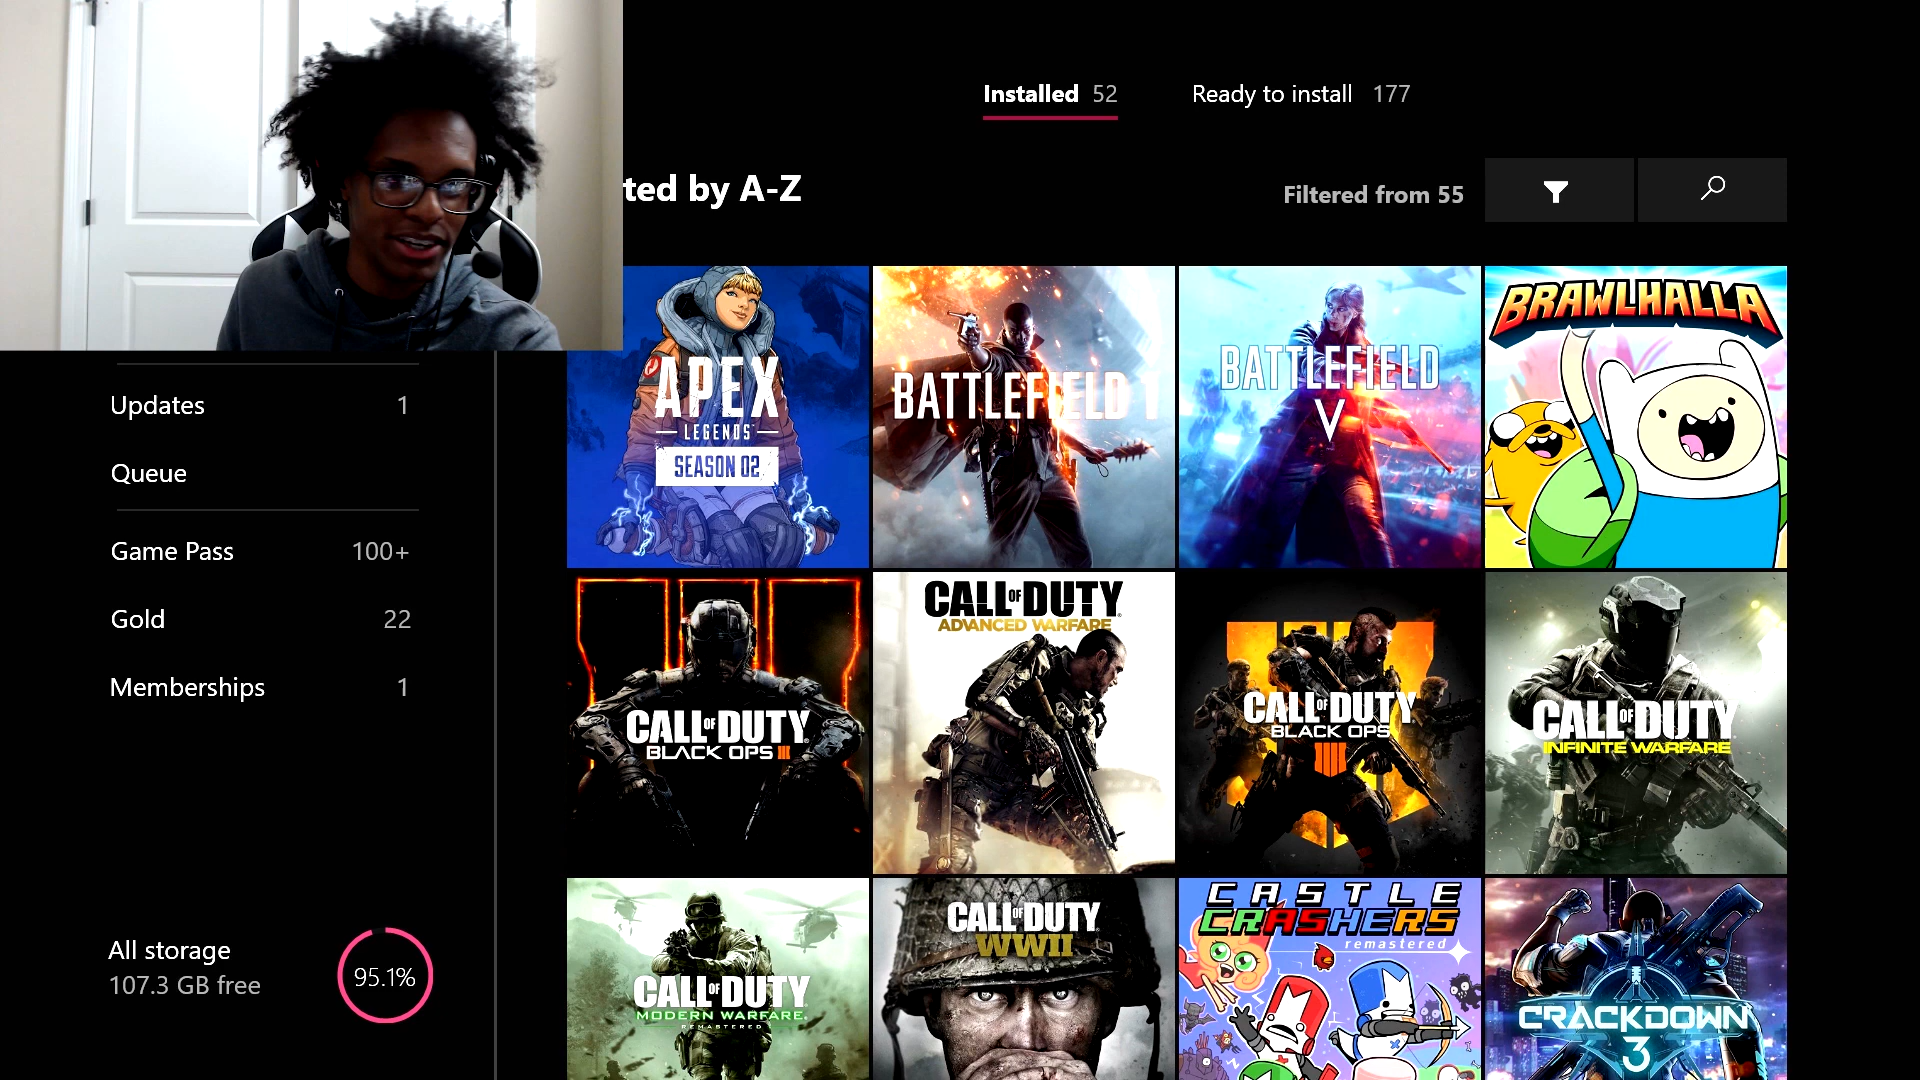 Installed 52
Ready to install 177
ted by A-Z
Filtered from 55
Updates 1
Queue
Game Pass 100+
Gold 22
Memberships 1
All storage
107.3 GB free
95.1%
APEX
LEGENDS
SEASON 02
BATTLEFIELD 1
BATTLEFIELD
V
BRAWLHALLA
CALL OF DUTY
BLACK OPS III
CALL OF DUTY
ADVANCED WARFARE
CALL OF DUTY
BLACK OPS
IIII
CALL OF DUTY
INFINITE WARFARE
CALL OF DUTY
MODERN WARFARE
REMASTERED
CALL OF DUTY
WWII
CASTLE
CRASHERS
remastered
CRACKDOWN
3